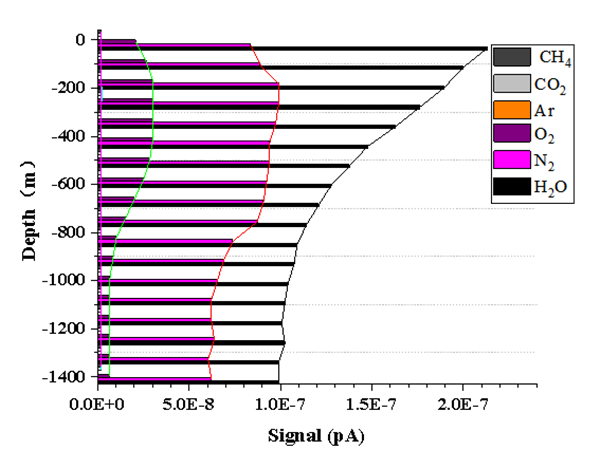 0
-200
-400
-600
-800
-1000
-1200
-1400
Depth (m)
0.0E+0 5.0E-8 1.0E-7 1.5E-7 2.0E-7
Signal (pA)
CH₄
CO₂
Ar
O₂
N₂
H₂O